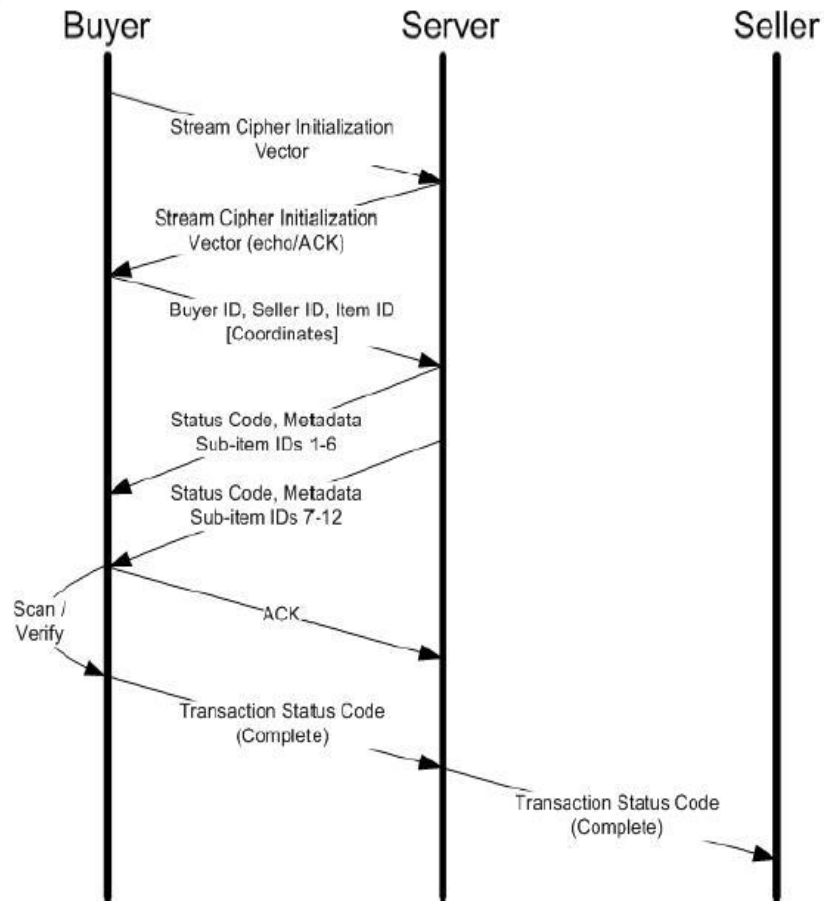 Buyer
Server
Seller
Stream Cipher Initialization
Vector
Stream Cipher Initialization
Vector (echo/ACK)
Buyer ID, Seller ID, Item ID
[Coordinates]
Status Code, Metadata
Sub-item IDs 1-6
Status Code, Metadata
Sub-item IDs 7-12
Scan /
Verify
ACK
Transaction Status Code
(Complete)
Transaction Status Code
(Complete)